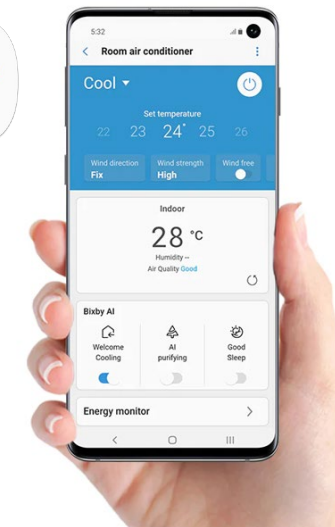 5:32
Room air conditioner
Cool
Set temperature
22 23 24° 25 26
Wind direction Wind strength Wind free
Fix High
Indoor
28 °C
Humidity --
Air Quality Good
Bixby AI
Welcome AI Good
Cooling purifying Sleep
Energy monitor